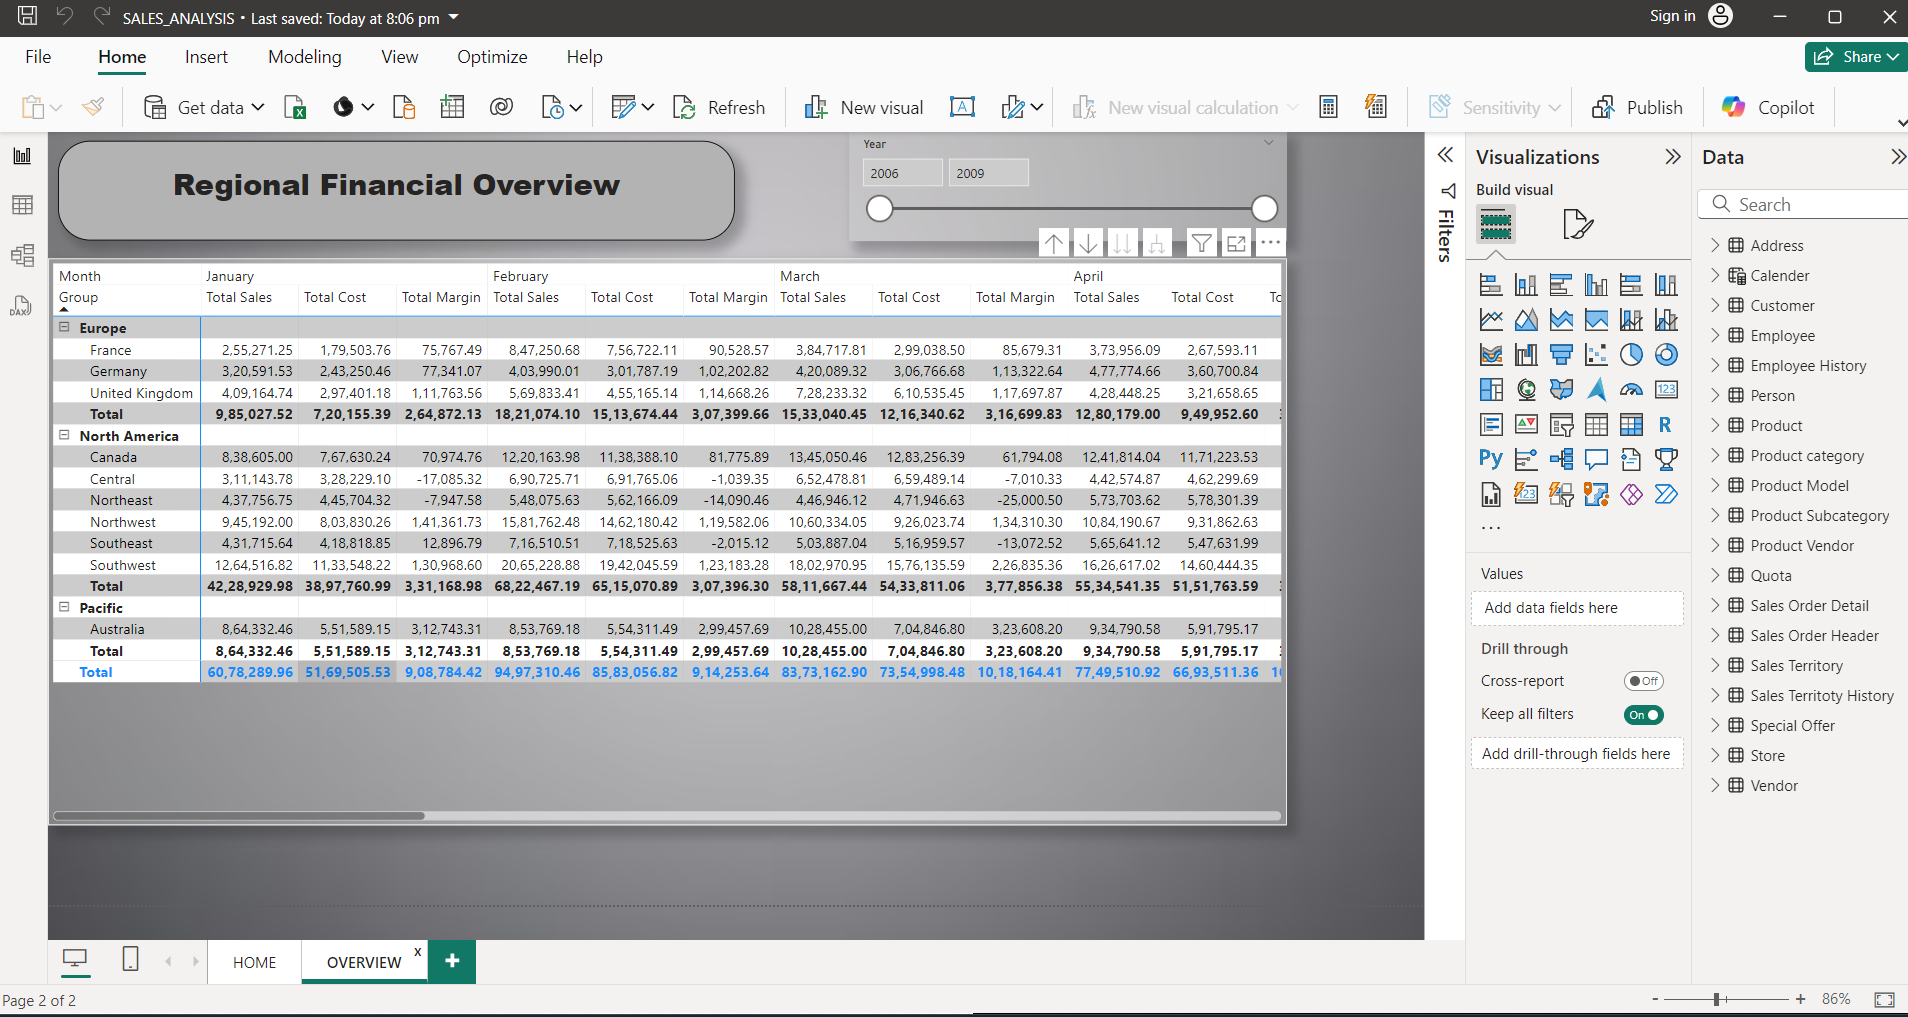 SALES_ANALYSIS • Last saved: Today at 8:06 pm
Sign in
File Home Insert Modeling View Optimize Help
Share
Get data Refresh New visual New visual calculation Sensitivity Publish Copilot
Regional Financial Overview
Year
2006 2009
Month January February March April
Group Total Sales Total Cost Total Margin Total Sales Total Cost Total Margin Total Sales Total Cost Total Margin Total Sales Total Cost To
Europe
France 2,55,271.25 1,79,503.76 75,767.49 8,47,250.68 7,56,722.11 90,528.57 3,84,717.81 2,99,038.50 85,679.31 3,73,956.09 2,67,593.11
Germany 3,20,591.53 2,43,250.46 77,341.07 4,03,990.01 3,01,787.19 1,02,202.82 4,20,089.32 3,06,766.68 1,13,322.64 4,77,774.66 3,60,700.84
United Kingdom 4,09,164.74 2,97,401.18 1,11,763.56 5,69,833.41 4,55,165.14 1,14,668.26 7,28,233.32 6,10,535.45 1,17,697.87 4,28,448.25 3,21,658.65
Total 9,85,027.52 7,20,155.39 2,64,872.13 18,21,074.10 15,13,674.44 3,07,399.66 15,33,040.45 12,16,340.62 3,16,699.83 12,80,179.00 9,49,952.60
North America
Canada 8,38,605.00 7,67,630.24 70,974.76 12,20,163.98 11,38,388.10 81,775.89 13,45,050.46 12,83,256.39 61,794.08 12,41,814.04 11,71,223.53
Central 3,11,143.78 3,28,229.10 -17,085.32 6,90,725.71 6,91,765.06 -1,039.35 6,52,478.81 6,59,489.14 -7,010.33 4,42,574.87 4,62,299.69
Northeast 4,37,756.75 4,45,704.32 -7,947.58 5,48,075.63 5,62,166.09 -14,090.46 4,46,946.12 4,71,946.63 -25,000.50 5,73,703.62 5,78,301.39
Northwest 9,45,192.00 8,03,830.26 1,41,361.73 15,81,762.48 14,62,180.42 1,19,582.06 10,60,334.05 9,26,023.74 1,34,310.30 10,84,190.67 9,31,862.63
Southeast 4,31,715.64 4,18,818.85 12,896.79 7,16,510.51 7,18,525.63 -2,015.12 5,03,887.04 5,16,959.57 -13,072.52 5,65,641.12 5,47,631.99
Southwest 12,64,516.82 11,33,548.22 1,30,968.60 20,65,228.88 19,42,045.59 1,23,183.28 18,02,970.95 15,76,135.59 2,26,835.36 16,26,617.02 14,60,444.35
Total 42,28,929.98 38,97,760.99 3,31,168.98 68,22,467.19 65,15,070.89 3,07,396.30 58,11,667.44 54,33,811.06 3,77,856.38 55,34,541.35 51,51,763.59
Pacific
Australia 8,64,332.46 5,51,589.15 3,12,743.31 8,53,769.18 5,54,311.49 2,99,457.69 10,28,455.00 7,04,846.80 3,23,608.20 9,34,790.58 5,91,795.17
Total 8,64,332.46 5,51,589.15 3,12,743.31 8,53,769.18 5,54,311.49 2,99,457.69 10,28,455.00 7,04,846.80 3,23,608.20 9,34,790.58 5,91,795.17
Total 60,78,289.96 51,69,505.53 9,08,784.42 94,97,310.46 85,83,056.82 9,14,253.64 83,73,162.90 73,54,998.48 10,18,164.41 77,49,510.92 66,93,511.36
Filters
Visualizations
Build visual
123
R
Py
Values
Add data fields here
Drill through
Cross-report Off
Keep all filters On
Add drill-through fields here
Data
Search
Address
Calender
Customer
Employee
Employee History
Person
Product
Product category
Product Model
Product Subcategory
Product Vendor
Quota
Sales Order Detail
Sales Order Header
Sales Territory
Sales Territoty History
Special Offer
Store
Vendor
DAX
HOME OVERVIEW x +
Page 2 of 2
- + 86%